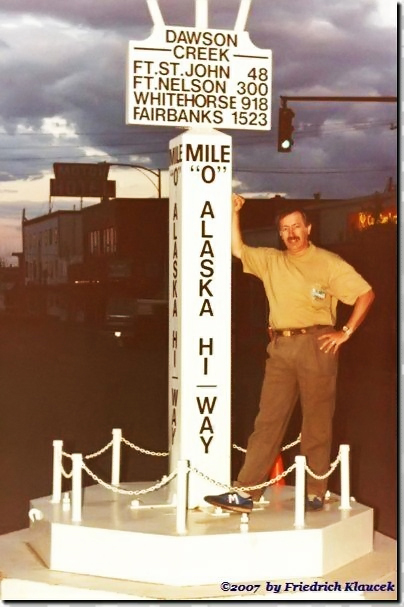 DAWSON
CREEK
FT.ST.JOHN 48
FT.NELSON 300
WHITEHORSE 918
FAIRBANKS 1523
MILE
"O"
ALASKA
HI-WAY
MILE
"O"
ALASKA
HI-WAY
©2007 by Friedrich Klaucek